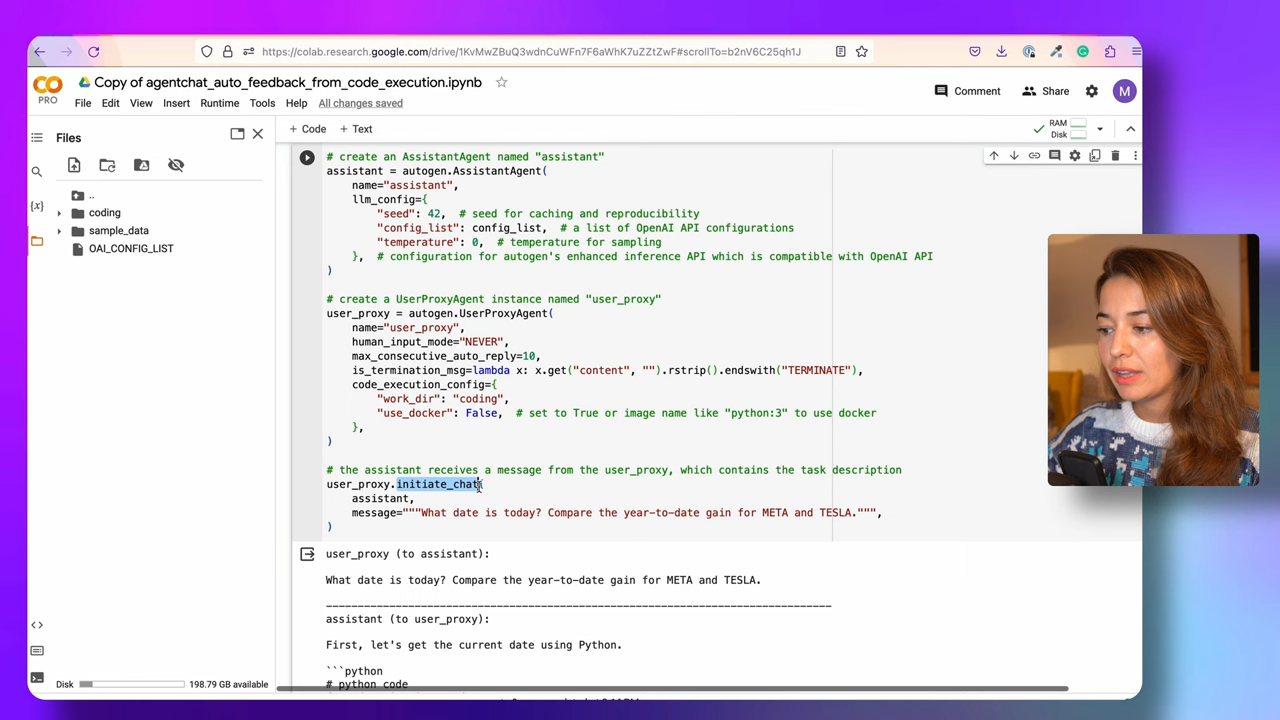 https://colab.research.google.com/drive/1KvMwZBuQ3wdnCuWFn7F6aWhK7uZZtZwF#scrollTo=b2nV6C25qh1J
CO
PRO
Copy of agentchat_auto_feedback_from_code_execution.ipynb
File Edit View Insert Runtime Tools Help All changes saved
Comment
Share
M
Files
+ Code + Text
RAM
Disk
..
coding
sample_data
OAI_CONFIG_LIST
{x}
# create an AssistantAgent named "assistant"
assistant = autogen.AssistantAgent(
name="assistant",
llm_config={
"seed": 42, # seed for caching and reproducibility
"config_list": config_list, # a list of OpenAI API configurations
"temperature": 0, # temperature for sampling
}, # configuration for autogen's enhanced inference API which is compatible with OpenAI API
)
# create a UserProxyAgent instance named "user_proxy"
user_proxy = autogen.UserProxyAgent(
name="user_proxy",
human_input_mode="NEVER",
max_consecutive_auto_reply=10,
is_termination_msg=lambda x: x.get("content", "").rstrip().endswith("TERMINATE"),
code_execution_config={
"work_dir": "coding",
"use_docker": False, # set to True or image name like "python:3" to use docker
},
)
# the assistant receives a message from the user_proxy, which contains the task description
user_proxy.initiate_chat(
assistant,
message="""What date is today? Compare the year-to-date gain for META and TESLA.""",
)
user_proxy (to assistant):
What date is today? Compare the year-to-date gain for META and TESLA.
--------------------------------------------------------------------------------
assistant (to user_proxy):
First, let's get the current date using Python.
```python
# python code
Disk 198.79 GB available